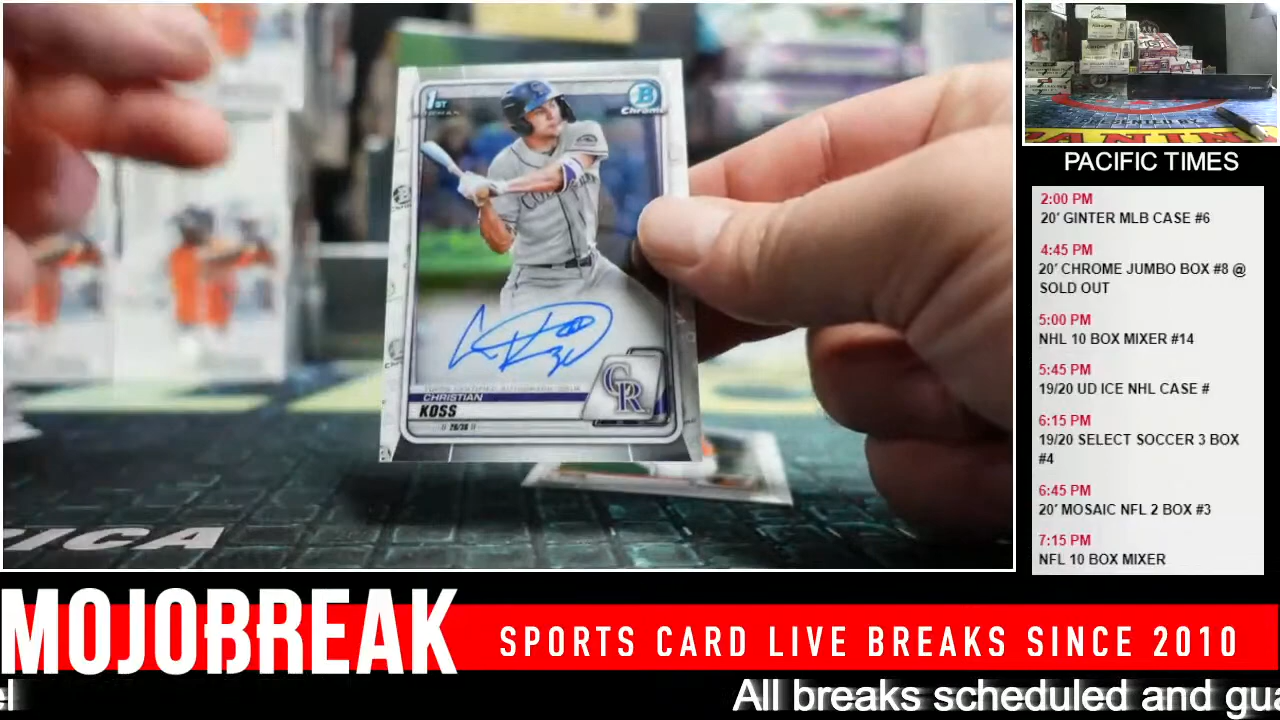 1ST
BOWMAN
Chrome
COLORADO
CR
CHRISTIAN
KOSS
RICA
PACIFIC TIMES
2:00 PM
20' GINTER MLB CASE #6
4:45 PM
20' CHROME JUMBO BOX #8 @
SOLD OUT
5:00 PM
NHL 10 BOX MIXER #14
5:45 PM
19/20 UD ICE NHL CASE #
6:15 PM
19/20 SELECT SOCCER 3 BOX
#4
6:45 PM
20' MOSAIC NFL 2 BOX #3
7:15 PM
NFL 10 BOX MIXER
MOJOBREAK
SPORTS CARD LIVE BREAKS SINCE 2010
el
All breaks scheduled and gua